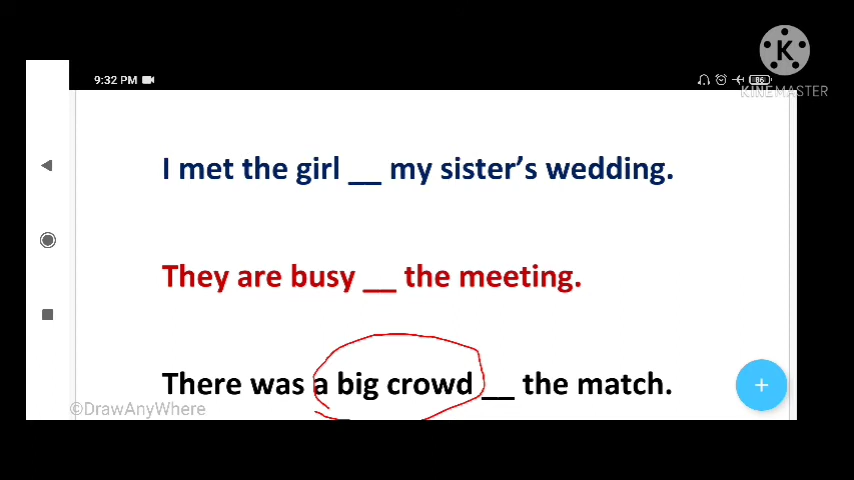 9:32 PM
86
KINEMASTER
I met the girl __ my sister's wedding.
They are busy __ the meeting.
There was a big crowd __ the match.
©DrawAnyWhere